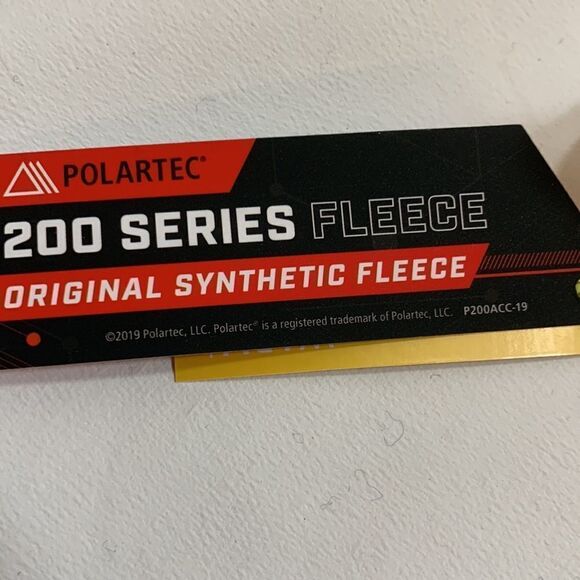 POLARTEC®
200 SERIES FLEECE
ORIGINAL SYNTHETIC FLEECE
©2019 Polartec, LLC. Polartec® is a registered trademark of Polartec, LLC. P200ACC-19